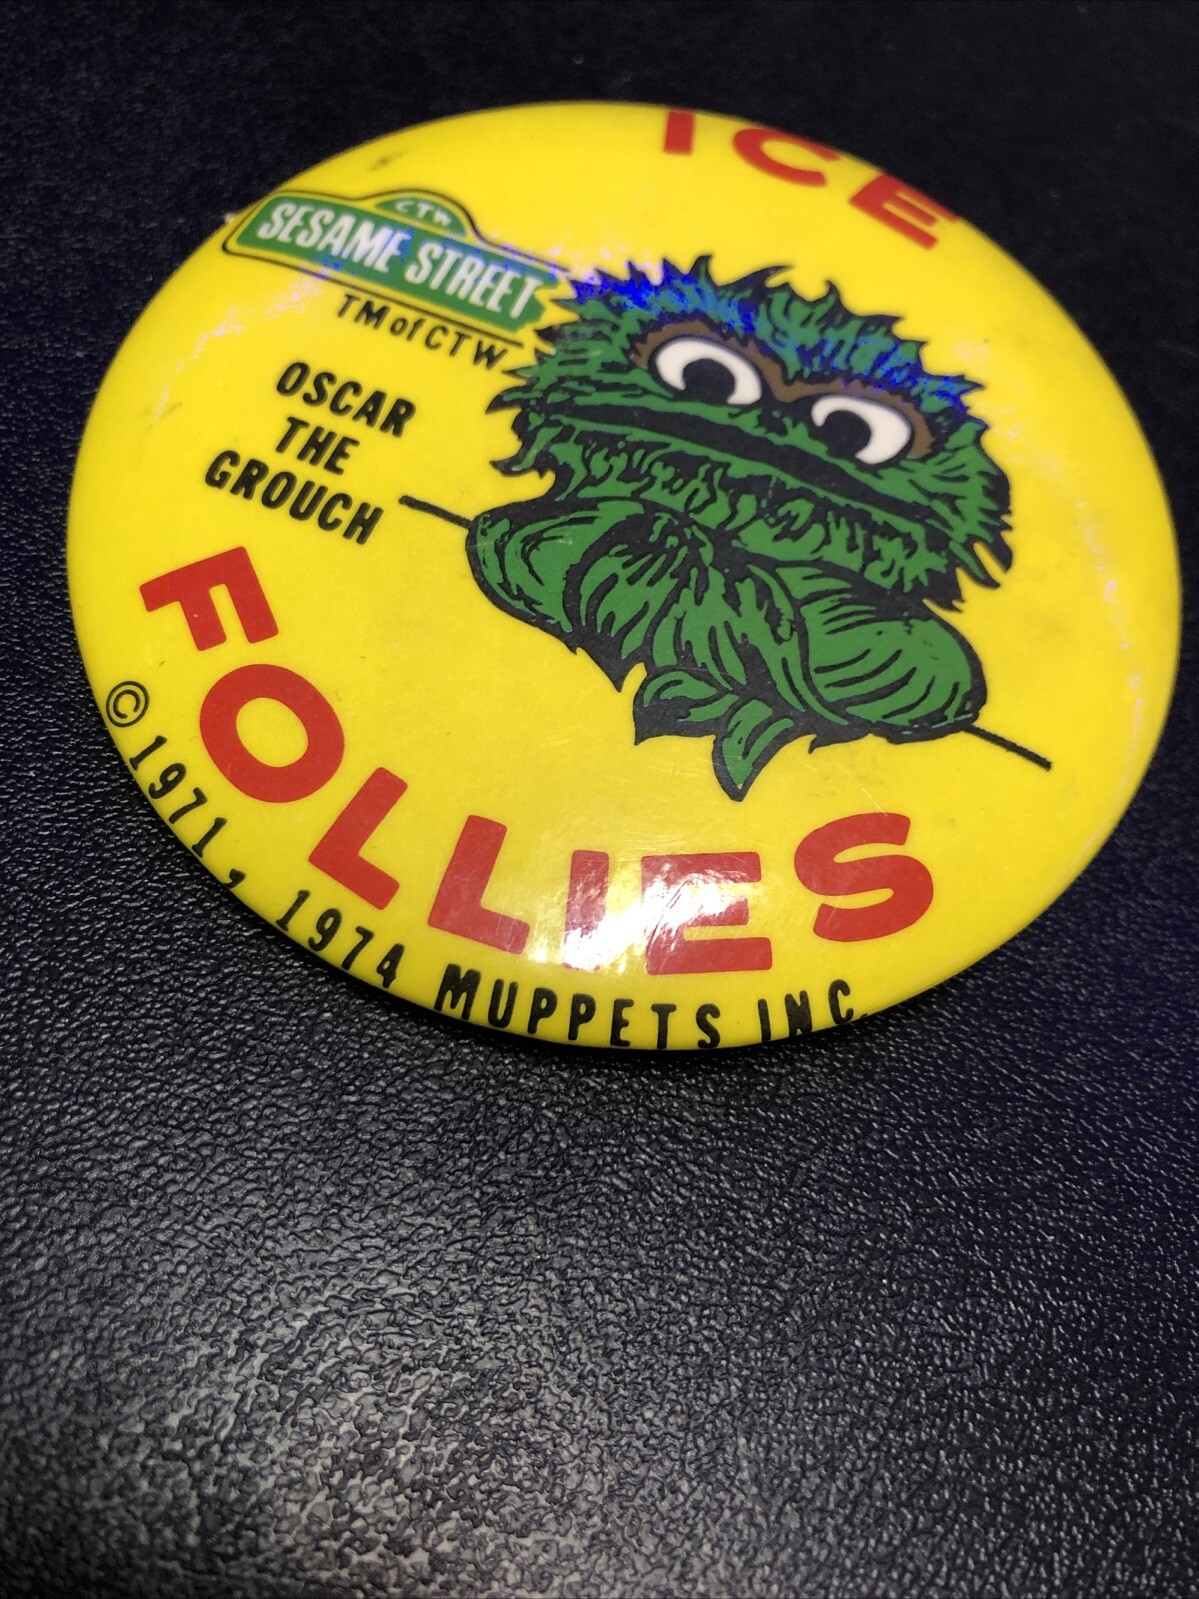 ICE
CTW
SESAME STREET
TM of CTW
OSCAR
THE
GROUCH
FOLLIES
© 1971, 1974 MUPPETS INC.